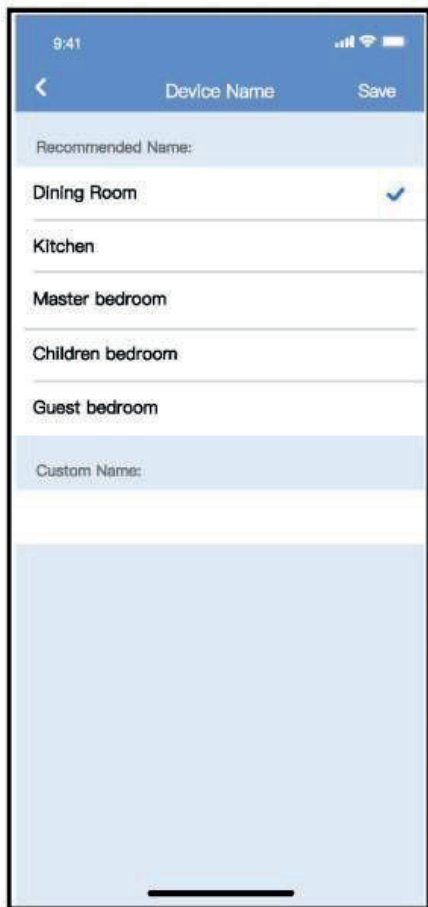 9:41
Device Name
Save
Recommended Name:
Dining Room
Kitchen
Master bedroom
Children bedroom
Guest bedroom
Custom Name: